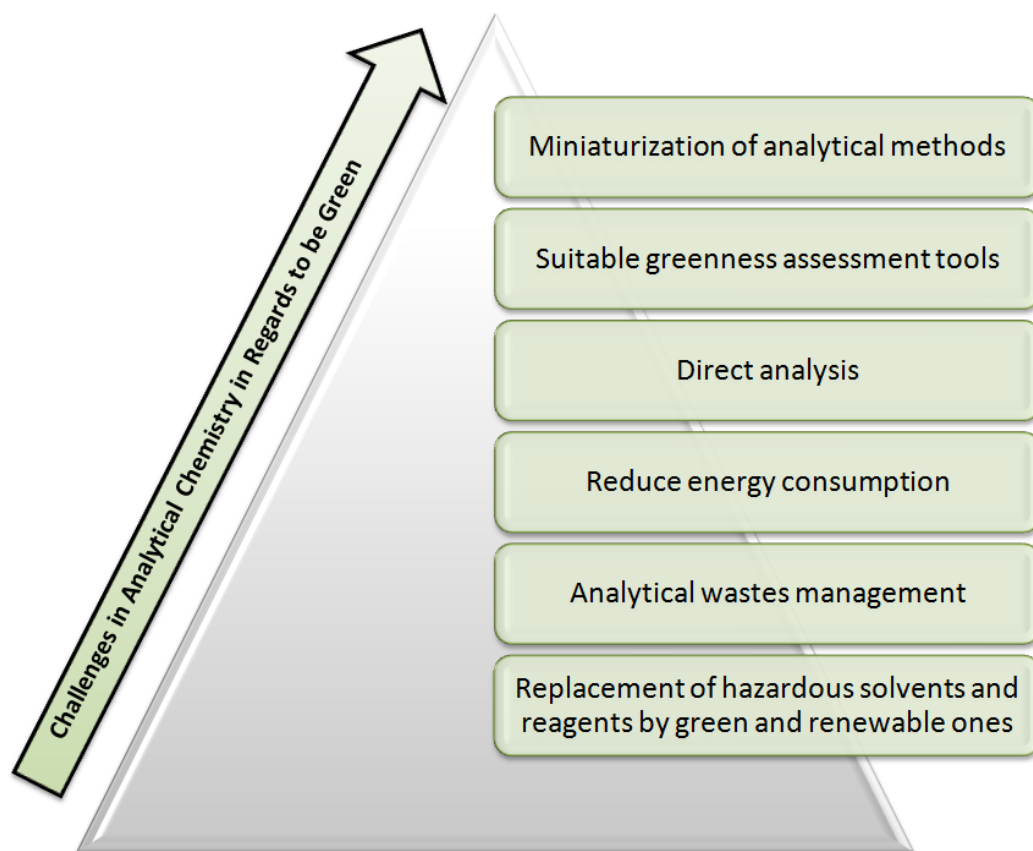 Challenges in Analytical Chemistry in Regards to be Green
Miniaturization of analytical methods
Suitable greenness assessment tools
Direct analysis
Reduce energy consumption
Analytical wastes management
Replacement of hazardous solvents and
reagents by green and renewable ones